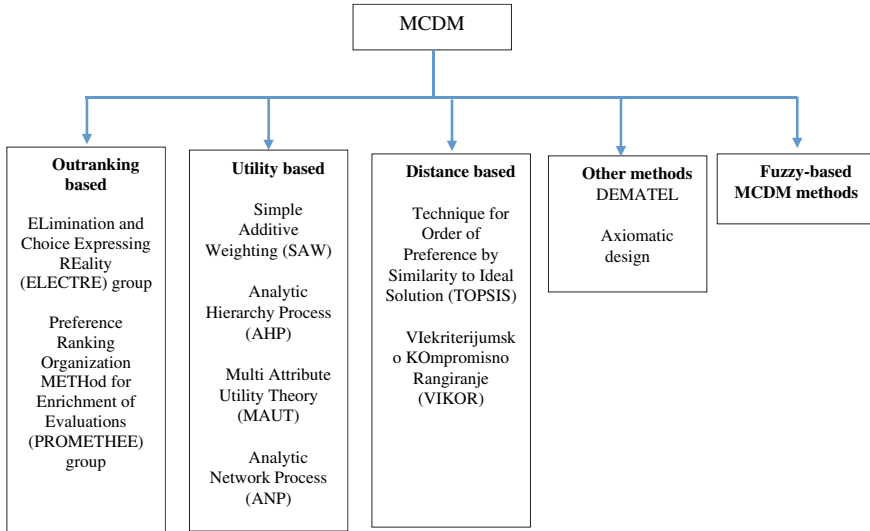 MCDM
Outranking
based
ELimination and
Choice Expressing
REality
(ELECTRE) group
Preference
Ranking
Organization
METHod for
Enrichment of
Evaluations
(PROMETHEE)
group
Utility based
Simple
Additive
Weighting (SAW)
Analytic
Hierarchy Process
(AHP)
Multi Attribute
Utility Theory
(MAUT)
Analytic
Network Process
(ANP)
Distance based
Technique for
Order of
Preference by
Similarity to Ideal
Solution (TOPSIS)
VIekriterijumsk
o KOmpromisno
Rangiranje
(VIKOR)
Other methods
DEMATEL
Axiomatic
design
Fuzzy-based
MCDM methods